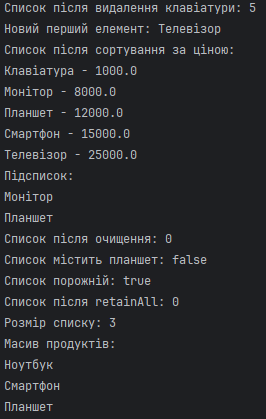 Список після видалення клавіатури: 5
Новий перший елемент: Телевізор
Список після сортування за ціною:
Клавіатура - 1000.0
Монітор - 8000.0
Планшет - 12000.0
Смартфон - 15000.0
Телевізор - 25000.0
Підсписок:
Монітор
Планшет
Список після очищення: 0
Список містить планшет: false
Список порожній: true
Список після retainAll: 0
Розмір списку: 3
Масив продуктів:
Ноутбук
Смартфон
Планшет